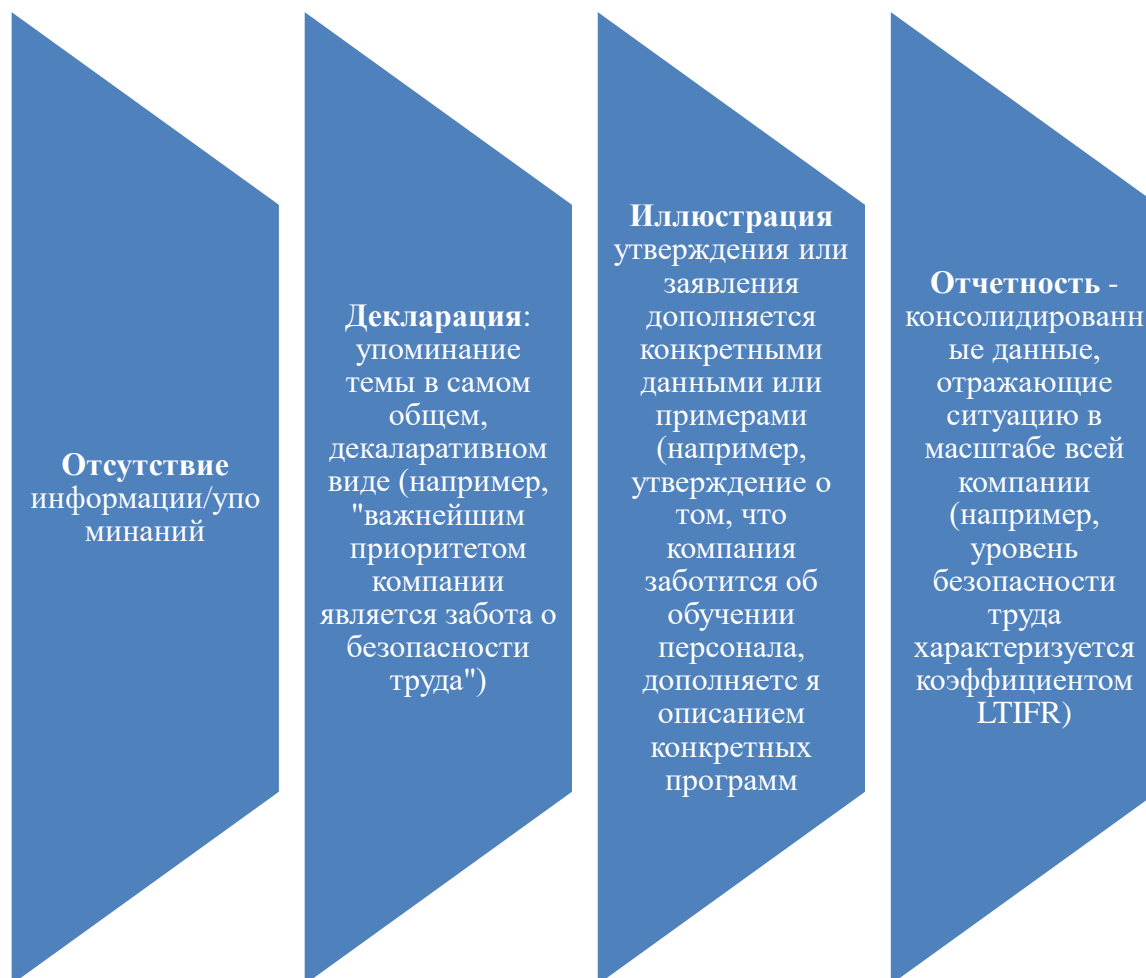 Отсутствие
информации/упо
минаний
Декларация:
упоминание
темы в самом
общем,
декаларативном
виде (например,
"важнейшим
приоритетом
компании
является забота о
безопасности
труда")
Иллюстрация
утверждения или
заявления
дополняется
конкретными
данными или
примерами
(например,
утверждение о
том, что
компания
заботится об
обучении
персонала,
дополняетс я
описанием
конкретных
программ
Отчетность -
консолидированн
ые данные,
отражающие
ситуацию в
масштабе всей
компании
(например,
уровень
безопасности
труда
характеризуется
коэффициентом
LTIFR)